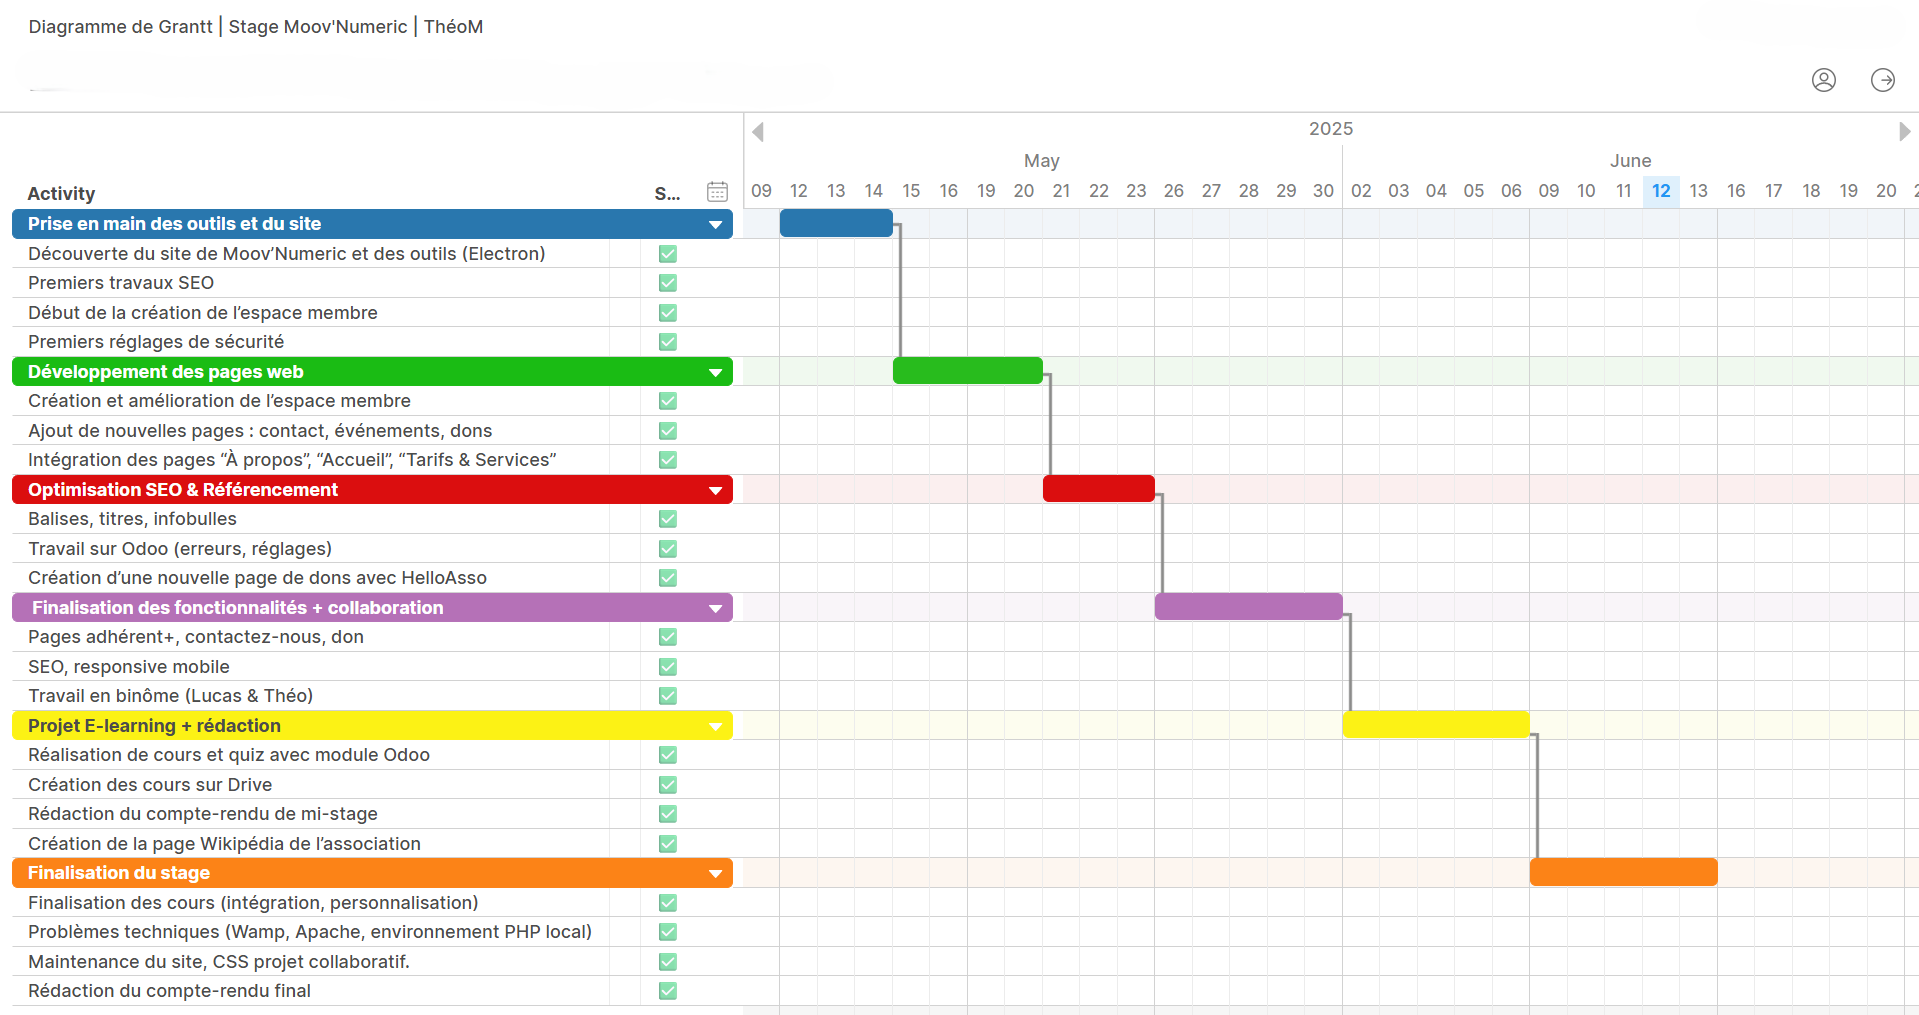 Diagramme de Grantt | Stage Moov'Numeric | ThéoM
2025
May June
Activity S... 09 12 13 14 15 16 19 20 21 22 23 26 27 28 29 30 02 03 04 05 06 09 10 11 12 13 16 17 18 19 20
Prise en main des outils et du site
Découverte du site de Moov’Numeric et des outils (Electron)
Premiers travaux SEO
Début de la création de l’espace membre
Premiers réglages de sécurité
Développement des pages web
Création et amélioration de l’espace membre
Ajout de nouvelles pages : contact, événements, dons
Intégration des pages “À propos”, “Accueil”, “Tarifs & Services”
Optimisation SEO & Référencement
Balises, titres, infobulles
Travail sur Odoo (erreurs, réglages)
Création d’une nouvelle page de dons avec HelloAsso
Finalisation des fonctionnalités + collaboration
Pages adhérent+, contactez-nous, don
SEO, responsive mobile
Travail en binôme (Lucas & Théo)
Projet E-learning + rédaction
Réalisation de cours et quiz avec module Odoo
Création des cours sur Drive
Rédaction du compte-rendu de mi-stage
Création de la page Wikipédia de l’association
Finalisation du stage
Finalisation des cours (intégration, personnalisation)
Problèmes techniques (Wamp, Apache, environnement PHP local)
Maintenance du site, CSS projet collaboratif.
Rédaction du compte-rendu final